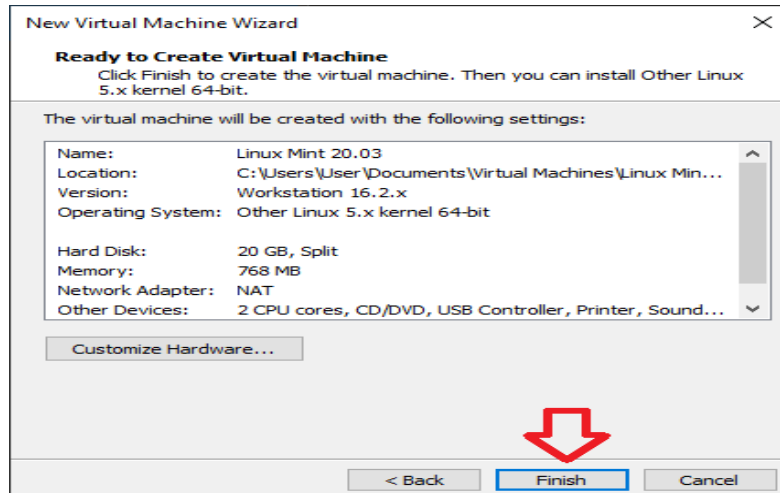 New Virtual Machine Wizard
Ready to Create Virtual Machine
Click Finish to create the virtual machine. Then you can install Other Linux
5.x kernel 64-bit.
The virtual machine will be created with the following settings:
Name: Linux Mint 20.03
Location: C:\Users\User\Documents\Virtual Machines\Linux Min...
Version: Workstation 16.2.x
Operating System: Other Linux 5.x kernel 64-bit
Hard Disk: 20 GB, Split
Memory: 768 MB
Network Adapter: NAT
Other Devices: 2 CPU cores, CD/DVD, USB Controller, Printer, Sound...
Customize Hardware...
< Back Finish Cancel